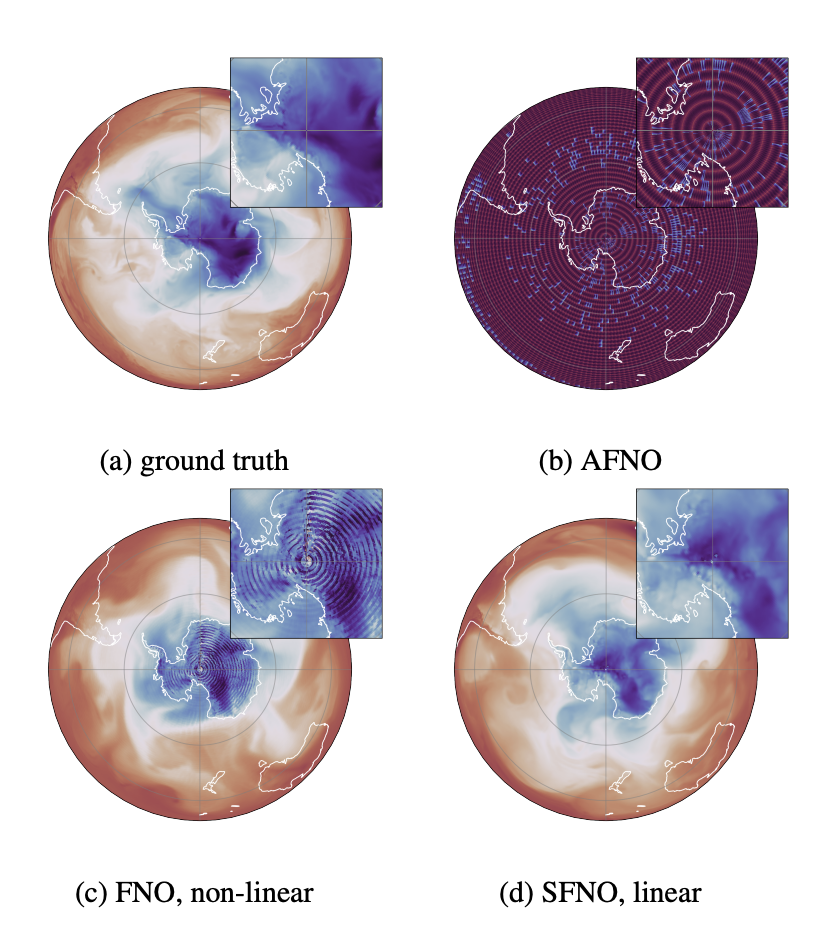 (a) ground truth
(b) AFNO
(c) FNO, non-linear
(d) SFNO, linear